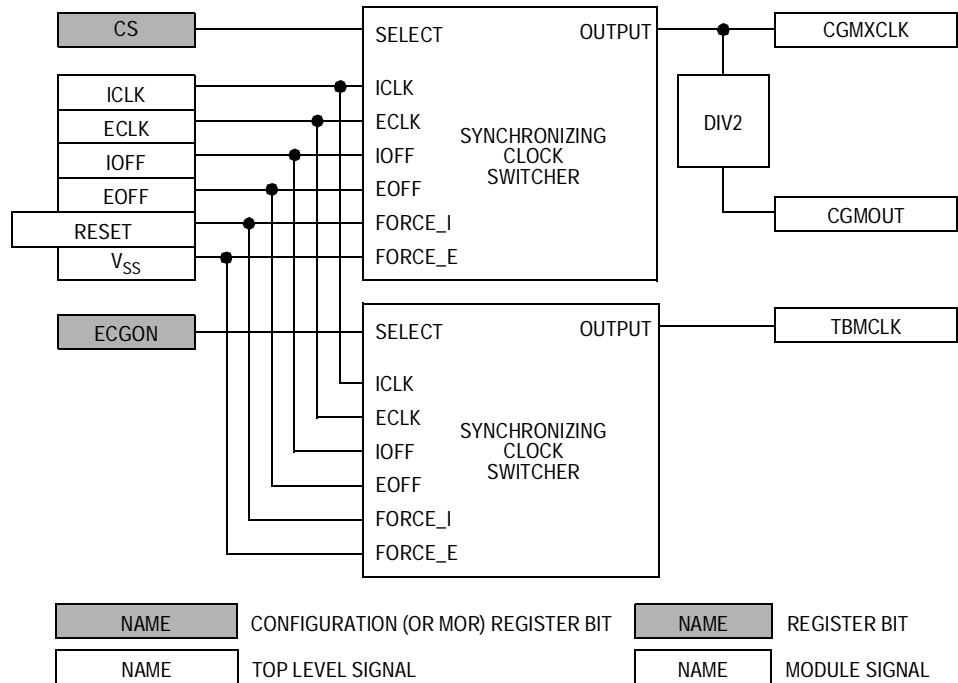 CS
SELECT
OUTPUT
CGMXCLK
ICLK
ICLK
ECLK
ECLK
IOFF
IOFF
EOFF
EOFF
RESET
FORCE_I
VSS
FORCE_E
SYNCHRONIZING
CLOCK
SWITCHER
DIV2
CGMOUT
ECGON
SELECT
OUTPUT
TBMCLK
ICLK
ECLK
IOFF
EOFF
FORCE_I
FORCE_E
SYNCHRONIZING
CLOCK
SWITCHER
NAME
CONFIGURATION (OR MOR) REGISTER BIT
NAME
REGISTER BIT
NAME
TOP LEVEL SIGNAL
NAME
MODULE SIGNAL